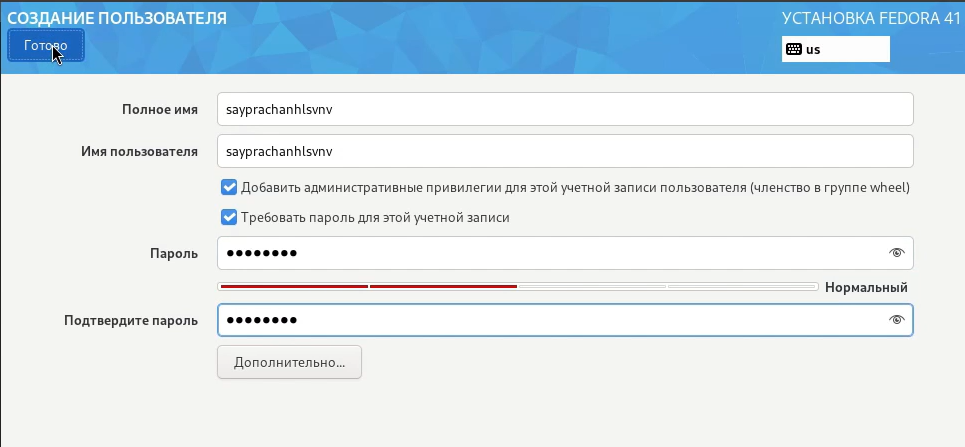 СОЗДАНИЕ ПОЛЬЗОВАТЕЛЯ
УСТАНОВКА FEDORA 41
Готово
us
Полное имя
sayprachanhlsvnv
Имя пользователя
sayprachanhlsvnv
Добавить административные привилегии для этой учетной записи пользователя (членство в группе wheel)
Требовать пароль для этой учетной записи
Пароль
●●●●●●●●
Нормальный
Подтвердите пароль
●●●●●●●●
Дополнительно...